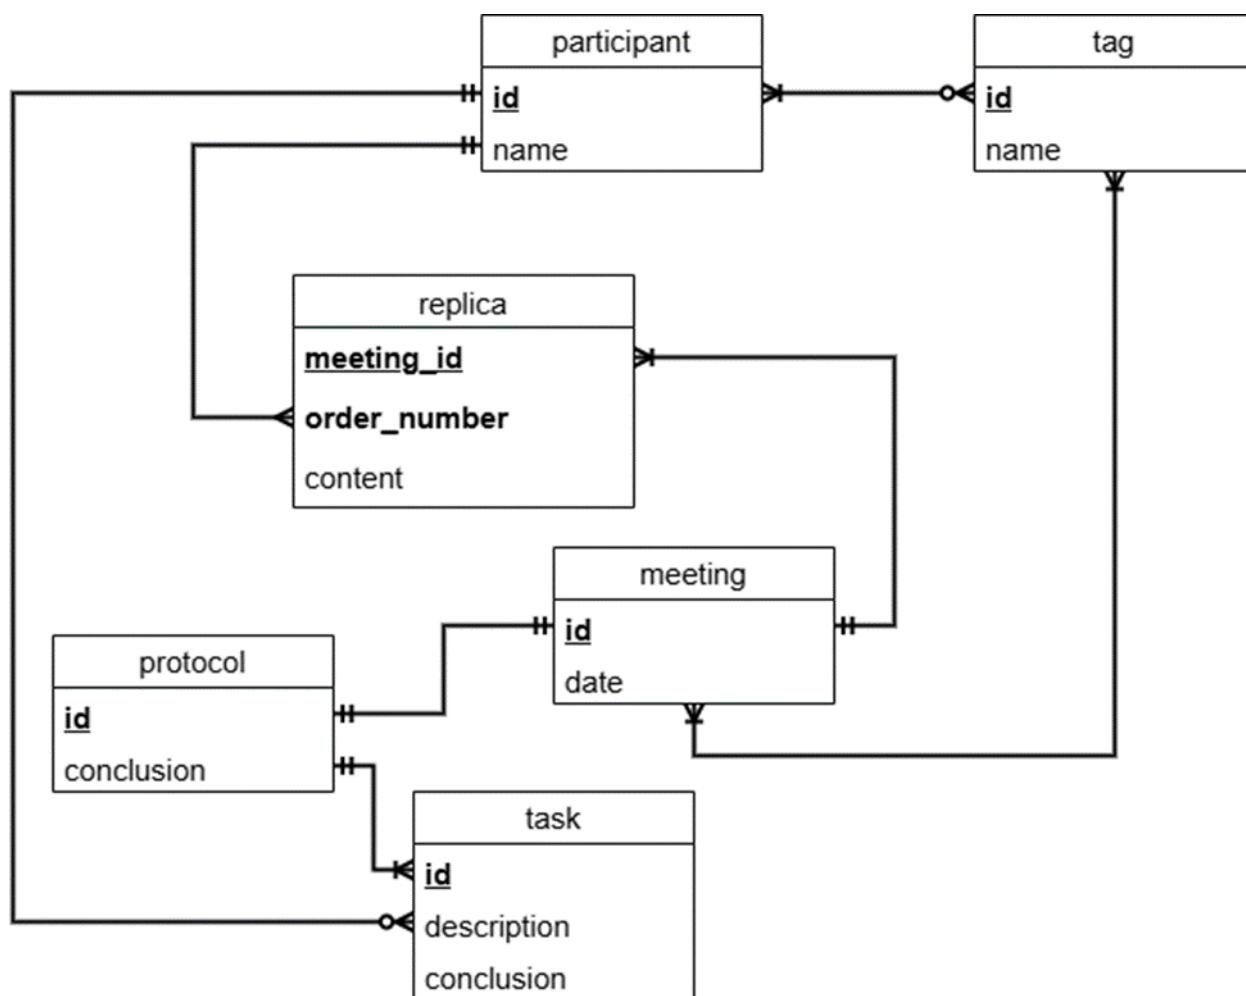 participant
id
name
tag
id
name
replica
meeting_id
order_number
content
meeting
id
date
protocol
id
conclusion
task
id
description
conclusion